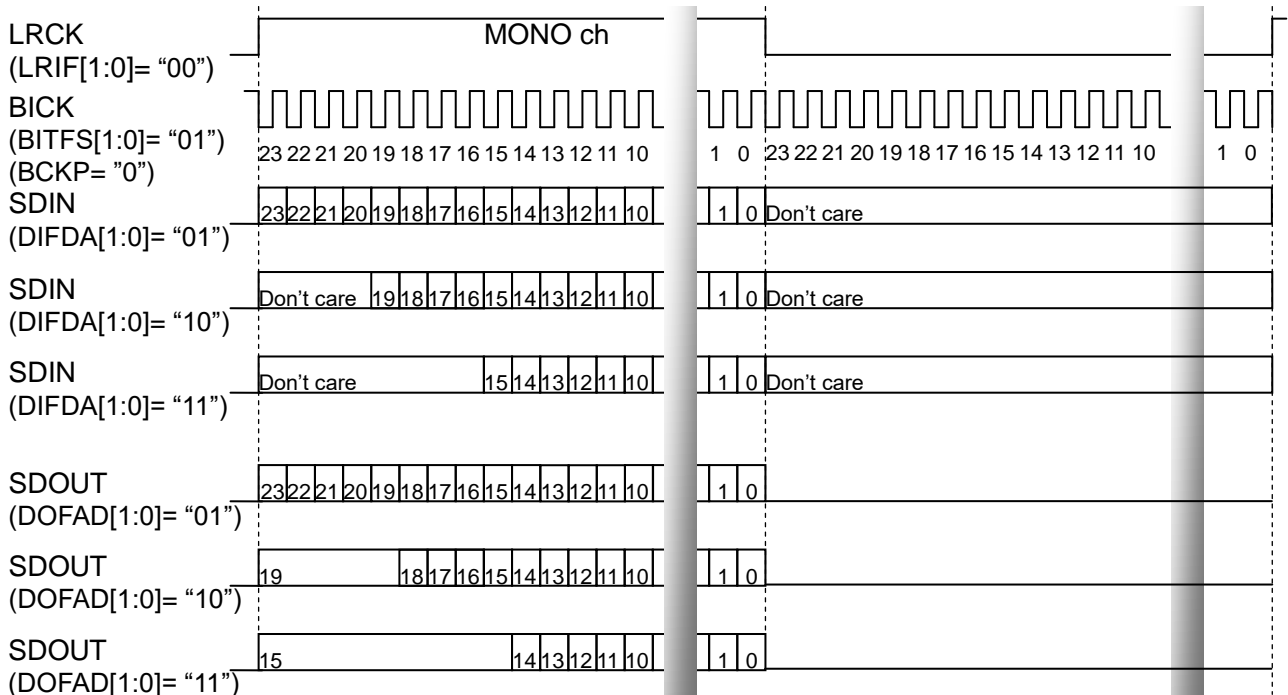 LRCK MONO ch
(LRIF[1:0]= “00”)
BICK
(BITFS[1:0]= “01”)
23 22 21 20 19 18 17 16 15 14 13 12 11 10 1 0 23 22 21 20 19 18 17 16 15 14 13 12 11 10 1 0
(BCKP= ”0”)
SDIN
23 22 21 20 19 18 17 16 15 14 13 12 11 10 1 0 Don’t care
(DIFDA[1:0]= “01”)
SDIN
Don’t care 19 18 17 16 15 14 13 12 11 10 1 0 Don’t care
(DIFDA[1:0]= “10”)
SDIN
Don’t care 15 14 13 12 11 10 1 0 Don’t care
(DIFDA[1:0]= “11”)
SDOUT
23 22 21 20 19 18 17 16 15 14 13 12 11 10 1 0
(DOFAD[1:0]= “01”)
SDOUT
19 18 17 16 15 14 13 12 11 10 1 0
(DOFAD[1:0]= “10”)
SDOUT
15 14 13 12 11 10 1 0
(DOFAD[1:0]= “11”)